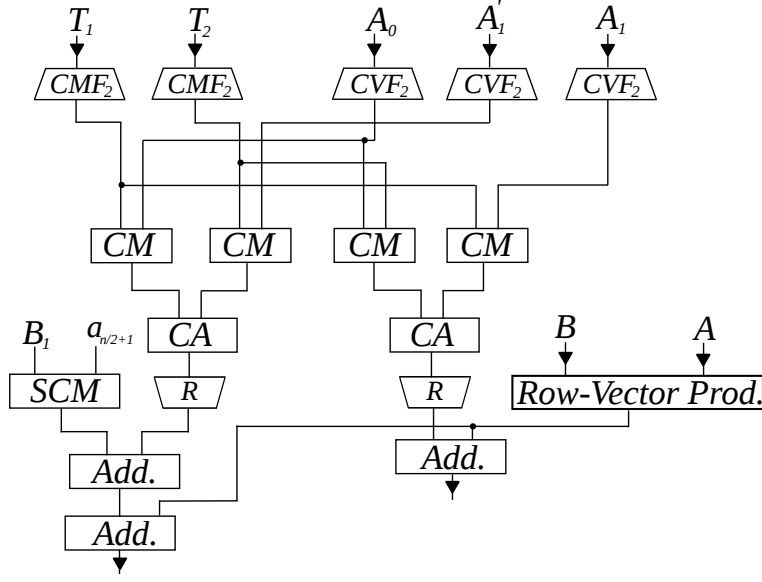 T₁ T₂ A₀ A'₁ A₁
CMF₂ CMF₂ CVF₂ CVF₂ CVF₂
CM CM CM CM
CA CA
B₁ a_{n/2+1} B A
SCM R R Row-Vector Prod.
Add. Add.
Add.